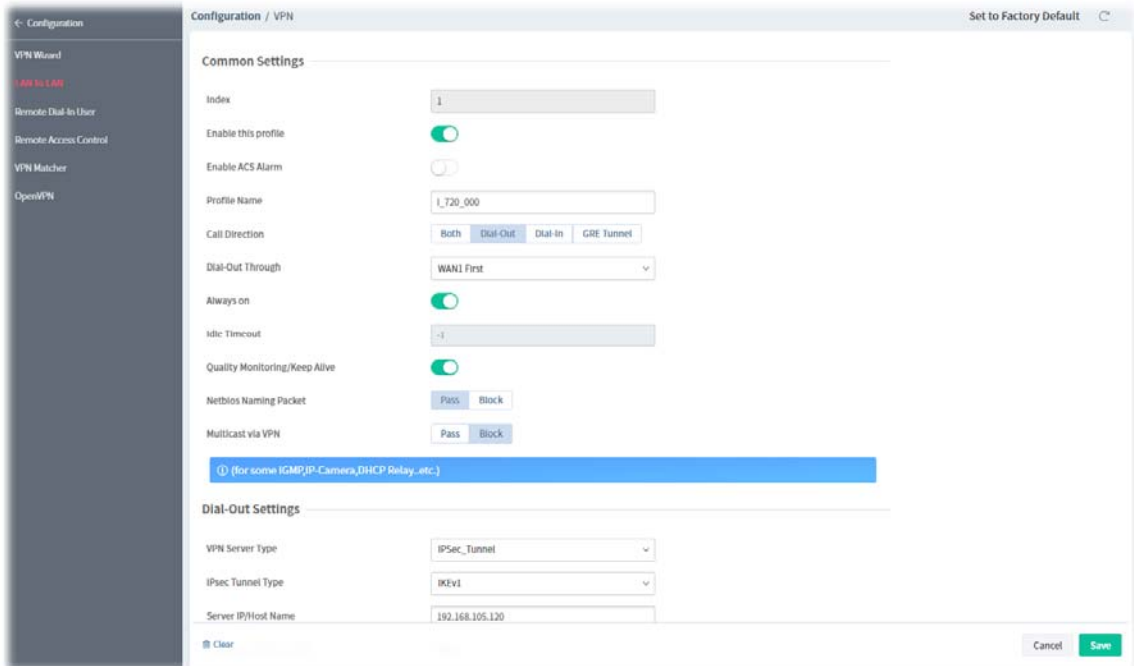 ← Configuration
Configuration / VPN
Set to Factory Default
VPN Wizard
LAN to LAN
Remote Dial-In User
Remote Access Control
VPN Matcher
OpenVPN
Common Settings
Index 1
Enable this profile
Enable ACS Alarm
Profile Name I_720_000
Call Direction Both Dial-Out Dial-In GRE Tunnel
Dial-Out Through WAN1 First
Always on
Idle Timeout -1
Quality Monitoring/Keep Alive
Netbios Naming Packet Pass Block
Multicast via VPN Pass Block
(for some IGMP,IP-Camera,DHCP Relay..etc.)
Dial-Out Settings
VPN Server Type IPSec_Tunnel
IPsec Tunnel Type IKEv1
Server IP/Host Name 192.168.105.120
Clear
Cancel Save